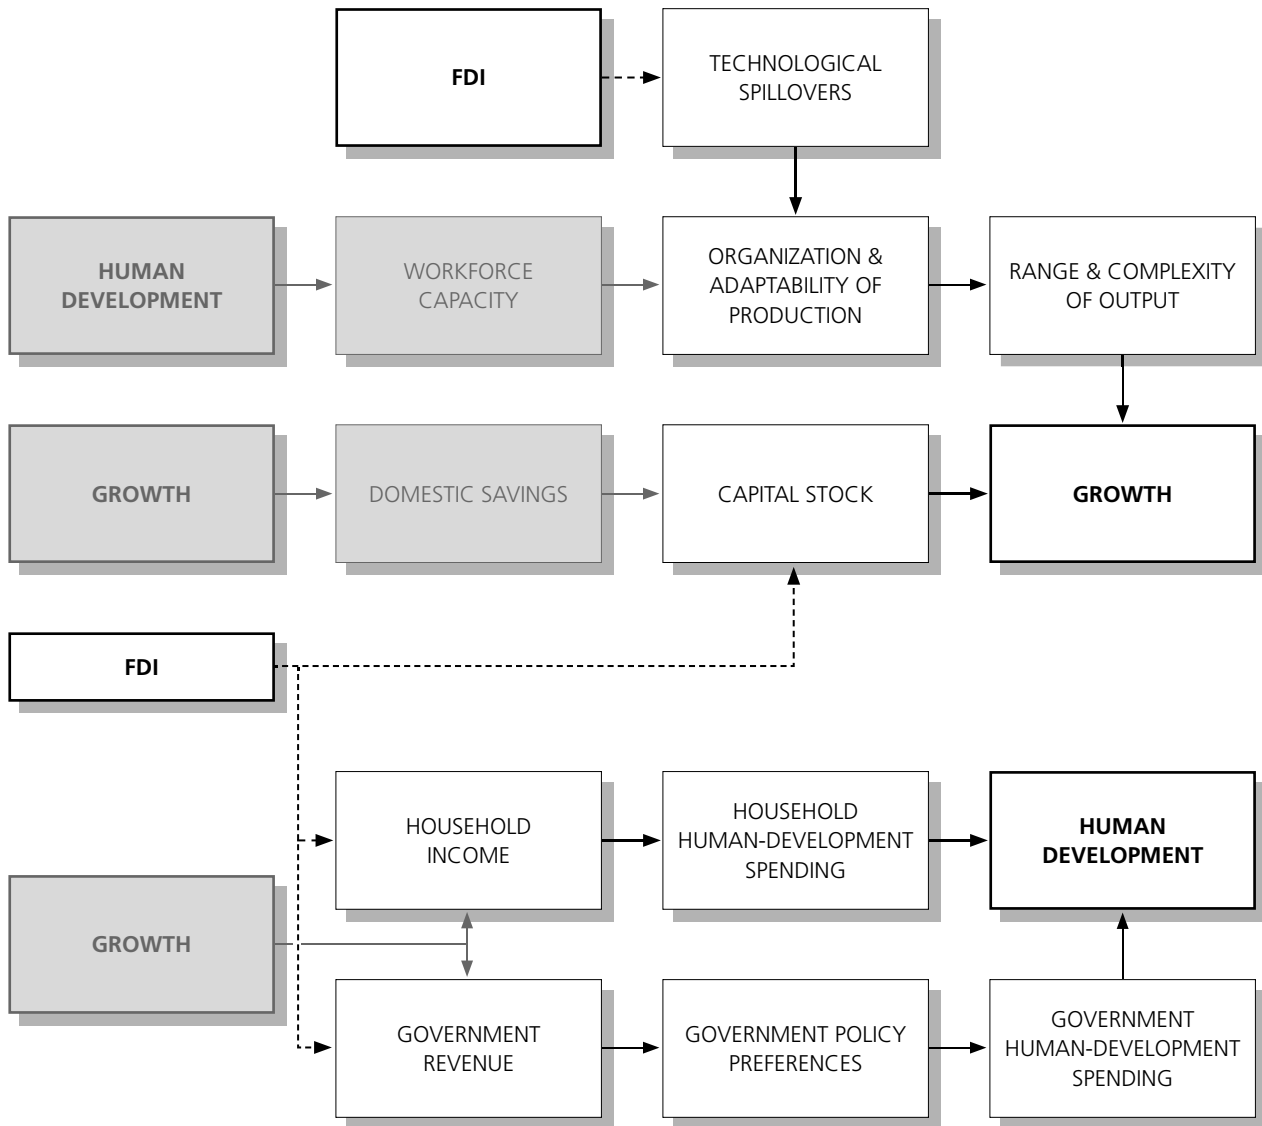 FDI
TECHNOLOGICAL
SPILLOVERS
HUMAN
DEVELOPMENT
WORKFORCE
CAPACITY
ORGANIZATION &
ADAPTABILITY OF
PRODUCTION
RANGE & COMPLEXITY
OF OUTPUT
GROWTH
DOMESTIC SAVINGS
CAPITAL STOCK
GROWTH
FDI
HOUSEHOLD
INCOME
HOUSEHOLD
HUMAN-DEVELOPMENT
SPENDING
HUMAN
DEVELOPMENT
GROWTH
GOVERNMENT
REVENUE
GOVERNMENT POLICY
PREFERENCES
GOVERNMENT
HUMAN-DEVELOPMENT
SPENDING